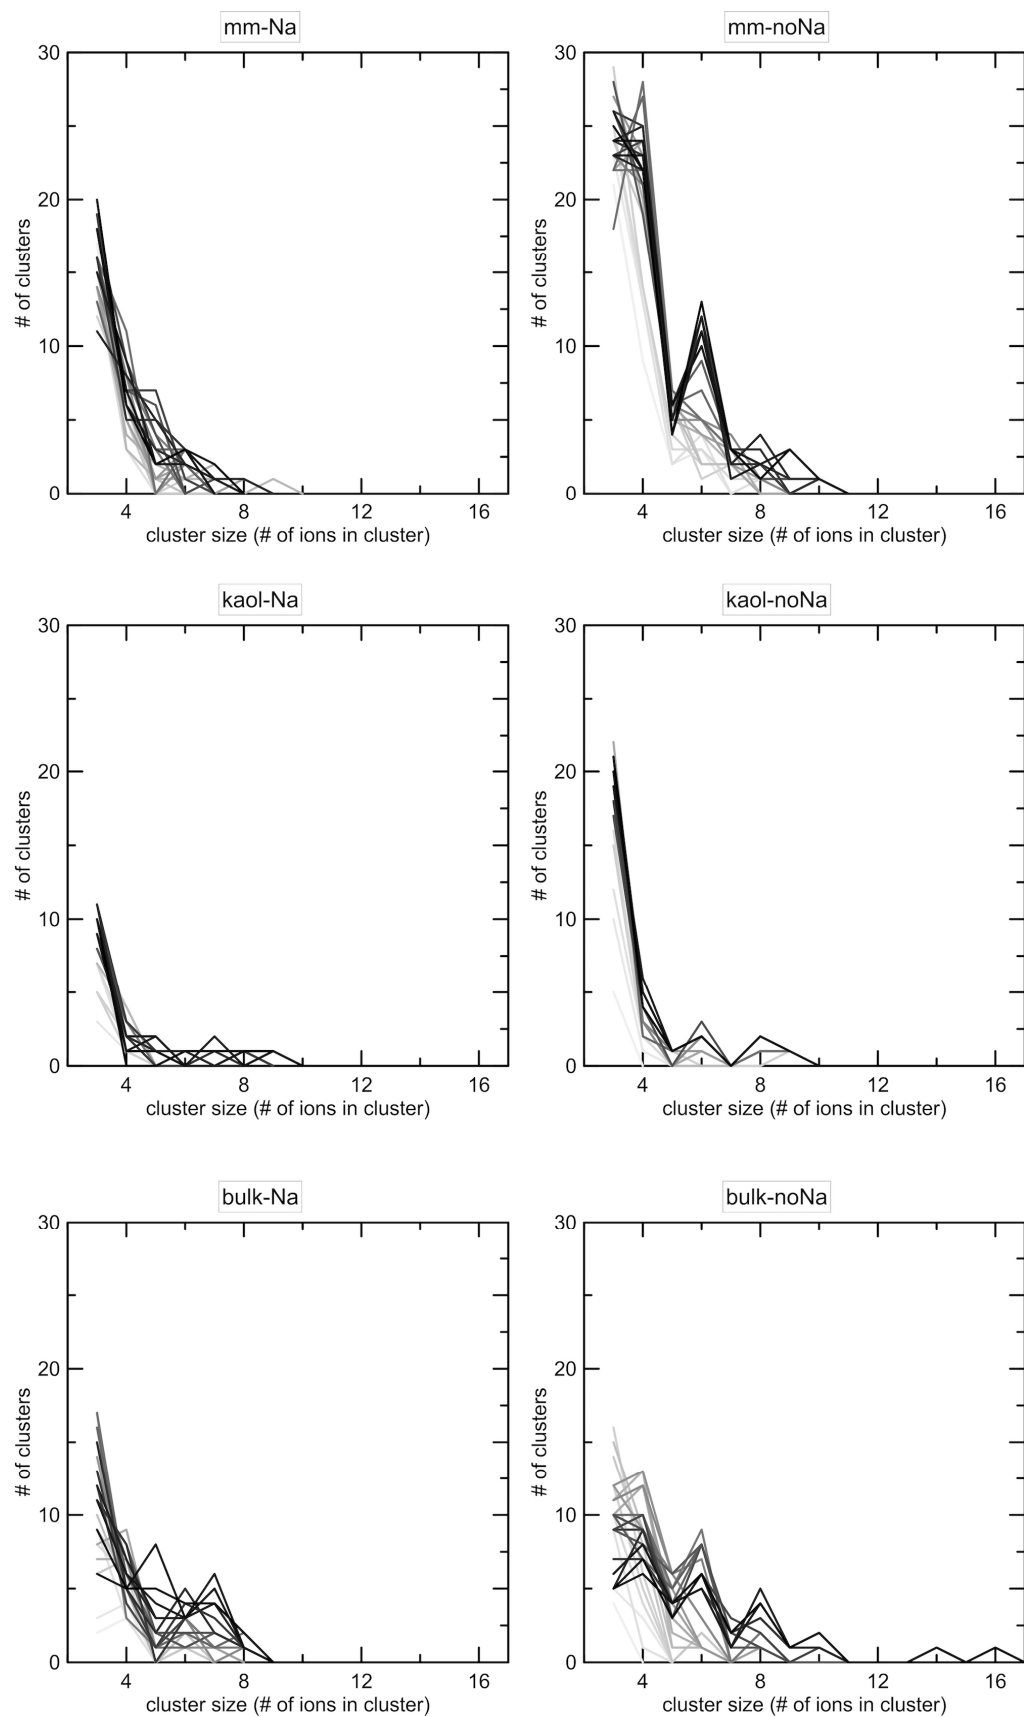 mm-Na
mm-noNa
30
20
10
0
# of clusters
4 8 12 16
cluster size (# of ions in cluster)
30
20
10
0
# of clusters
4 8 12 16
cluster size (# of ions in cluster)
kaol-Na
kaol-noNa
30
20
10
0
# of clusters
4 8 12 16
cluster size (# of ions in cluster)
30
20
10
0
# of clusters
4 8 12 16
cluster size (# of ions in cluster)
bulk-Na
bulk-noNa
30
20
10
0
# of clusters
4 8 12 16
cluster size (# of ions in cluster)
30
20
10
0
# of clusters
4 8 12 16
cluster size (# of ions in cluster)